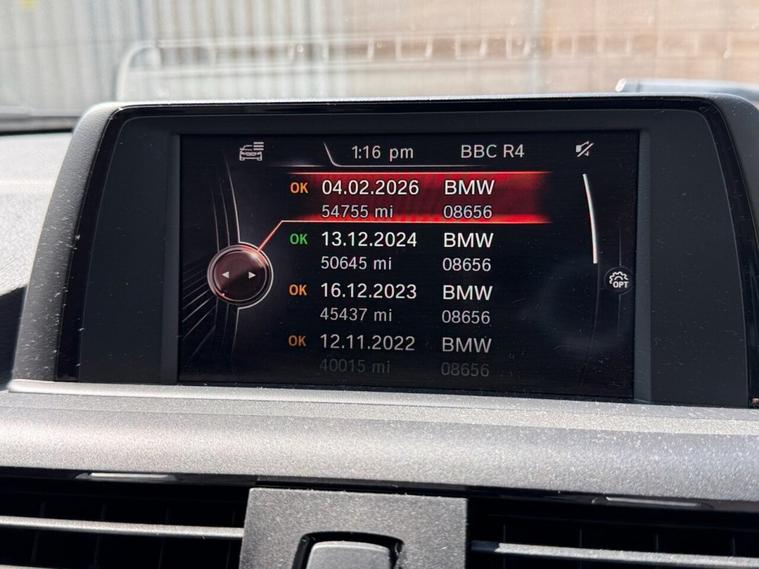 1:16 pm BBC R4
OK 04.02.2026 BMW
54755 mi 08656
OK 13.12.2024 BMW
50645 mi 08656
OK 16.12.2023 BMW
45437 mi 08656
OK 12.11.2022 BMW
40015 mi 08656
OPT